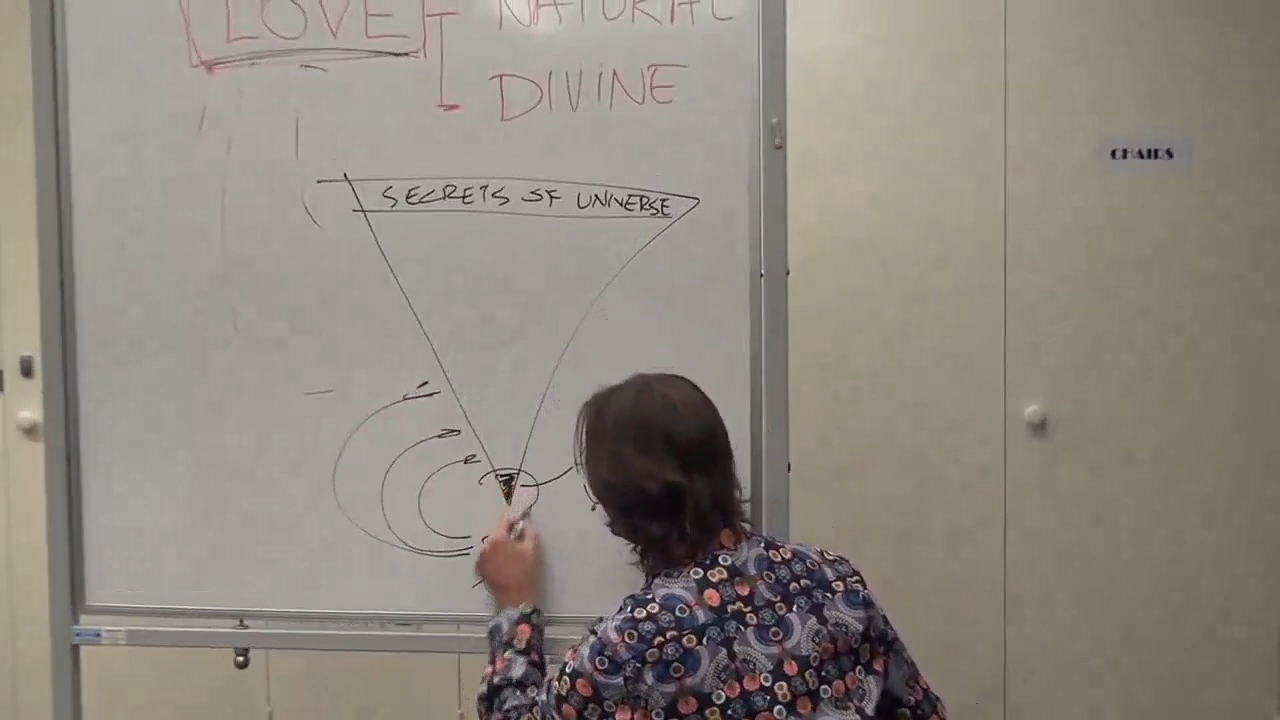 LOVE
NATURAL
DIVINE
SECRETS OF UNIVERSE
CHAIRS